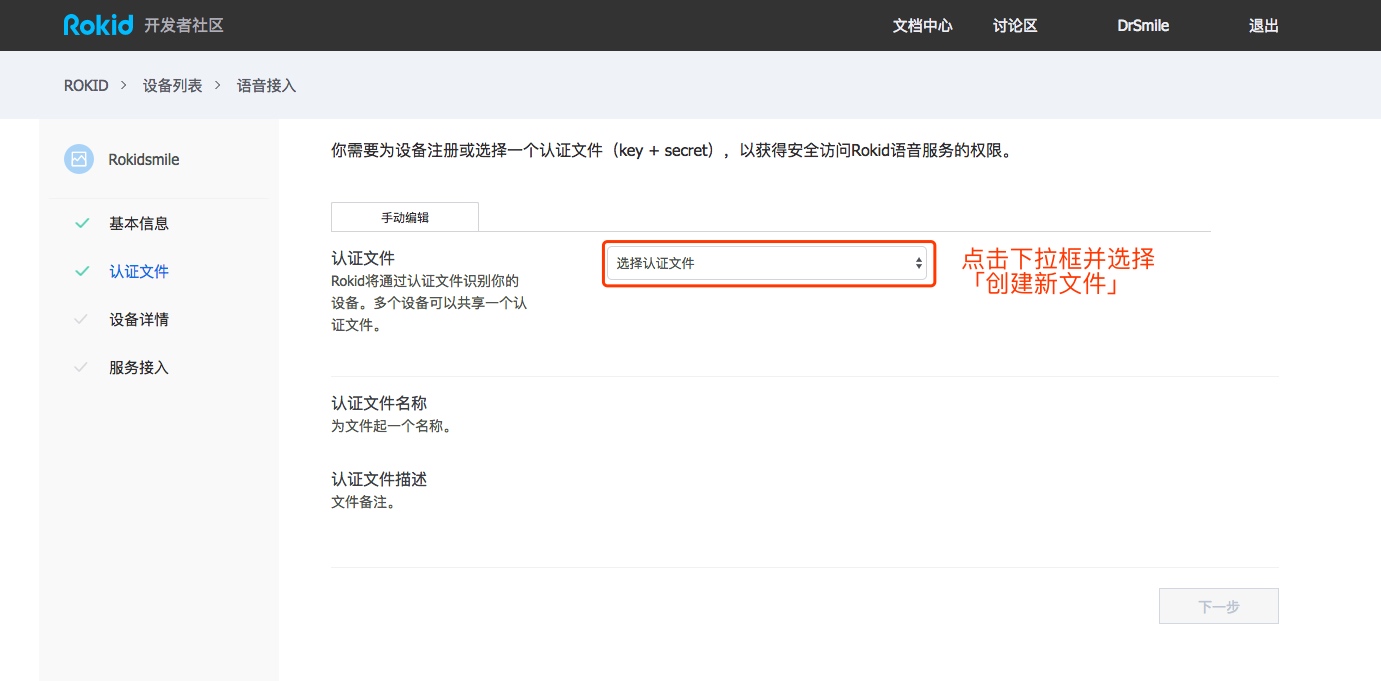 Rokid 开发者社区 文档中心 讨论区 DrSmile 退出
ROKID > 设备列表 > 语音接入
Rokidsmile
基本信息
认证文件
设备详情
服务接入
你需要为设备注册或选择一个认证文件（key + secret），以获得安全访问Rokid语音服务的权限。
手动编辑
认证文件
Rokid将通过认证文件识别你的
设备。多个设备可以共享一个认
证文件。
选择认证文件
点击下拉框并选择
「创建新文件」
认证文件名称
为文件起一个名称。
认证文件描述
文件备注。
下一步